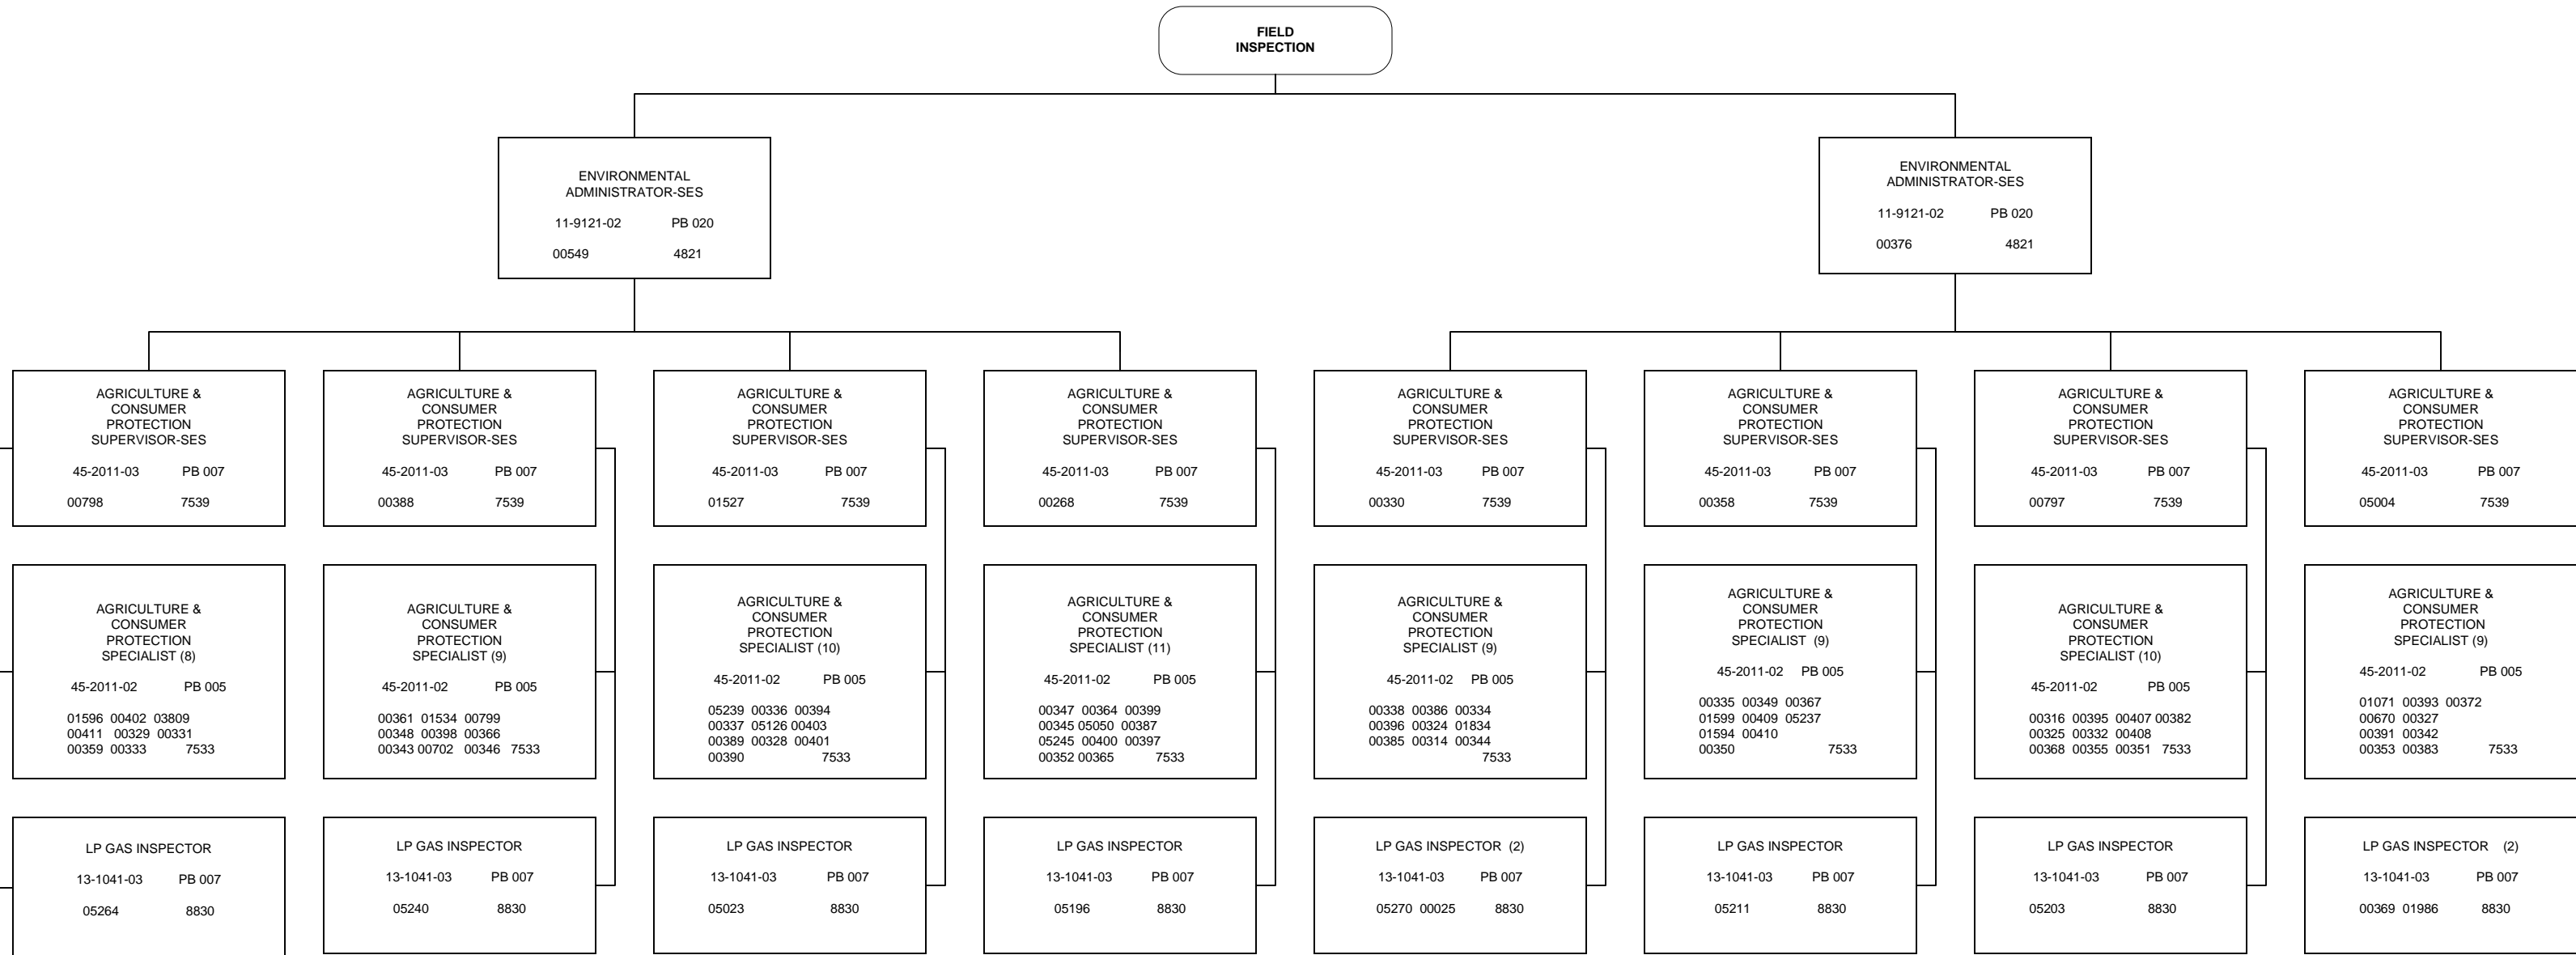 FIELD
INSPECTION
ENVIRONMENTAL
ADMINISTRATOR-SES
11-9121-02 PB 020
00549 4821
ENVIRONMENTAL
ADMINISTRATOR-SES
11-9121-02 PB 020
00376 4821
AGRICULTURE &
CONSUMER
PROTECTION
SUPERVISOR-SES
45-2011-03 PB 007
00798 7539
AGRICULTURE &
CONSUMER
PROTECTION
SUPERVISOR-SES
45-2011-03 PB 007
00388 7539
AGRICULTURE &
CONSUMER
PROTECTION
SUPERVISOR-SES
45-2011-03 PB 007
01527 7539
AGRICULTURE &
CONSUMER
PROTECTION
SUPERVISOR-SES
45-2011-03 PB 007
00268 7539
AGRICULTURE &
CONSUMER
PROTECTION
SUPERVISOR-SES
45-2011-03 PB 007
00330 7539
AGRICULTURE &
CONSUMER
PROTECTION
SUPERVISOR-SES
45-2011-03 PB 007
00358 7539
AGRICULTURE &
CONSUMER
PROTECTION
SUPERVISOR-SES
45-2011-03 PB 007
00797 7539
AGRICULTURE &
CONSUMER
PROTECTION
SUPERVISOR-SES
45-2011-03 PB 007
05004 7539
AGRICULTURE &
CONSUMER
PROTECTION
SPECIALIST (8)
45-2011-02 PB 005
01596 00402 03809
00411 00329 00331
00359 00333 7533
AGRICULTURE &
CONSUMER
PROTECTION
SPECIALIST (9)
45-2011-02 PB 005
00361 01534 00799
00348 00398 00366
00343 00702 00346 7533
AGRICULTURE &
CONSUMER
PROTECTION
SPECIALIST (10)
45-2011-02 PB 005
05239 00336 00394
00337 05126 00403
00389 00328 00401
00390 7533
AGRICULTURE &
CONSUMER
PROTECTION
SPECIALIST (11)
45-2011-02 PB 005
00347 00364 00399
00345 05050 00387
05245 00400 00397
00352 00365 7533
AGRICULTURE &
CONSUMER
PROTECTION
SPECIALIST (9)
45-2011-02 PB 005
00338 00386 00334
00396 00324 01834
00385 00314 00344
7533
AGRICULTURE &
CONSUMER
PROTECTION
SPECIALIST (9)
45-2011-02 PB 005
00335 00349 00367
01599 00409 05237
01594 00410
00350 7533
AGRICULTURE &
CONSUMER
PROTECTION
SPECIALIST (10)
45-2011-02 PB 005
00316 00395 00407 00382
00325 00332 00408
00368 00355 00351 7533
AGRICULTURE &
CONSUMER
PROTECTION
SPECIALIST (9)
45-2011-02 PB 005
01071 00393 00372
00670 00327
00391 00342
00353 00383 7533
LP GAS INSPECTOR
13-1041-03 PB 007
05264 8830
LP GAS INSPECTOR
13-1041-03 PB 007
05240 8830
LP GAS INSPECTOR
13-1041-03 PB 007
05023 8830
LP GAS INSPECTOR
13-1041-03 PB 007
05196 8830
LP GAS INSPECTOR (2)
13-1041-03 PB 007
05270 00025 8830
LP GAS INSPECTOR
13-1041-03 PB 007
05211 8830
LP GAS INSPECTOR
13-1041-03 PB 007
05203 8830
LP GAS INSPECTOR (2)
13-1041-03 PB 007
00369 01986 8830